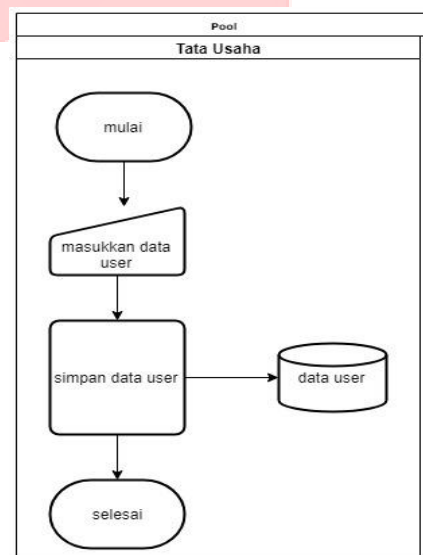 Pool
Tata Usaha
mulai
masukkan data
user
simpan data user
data user
selesai